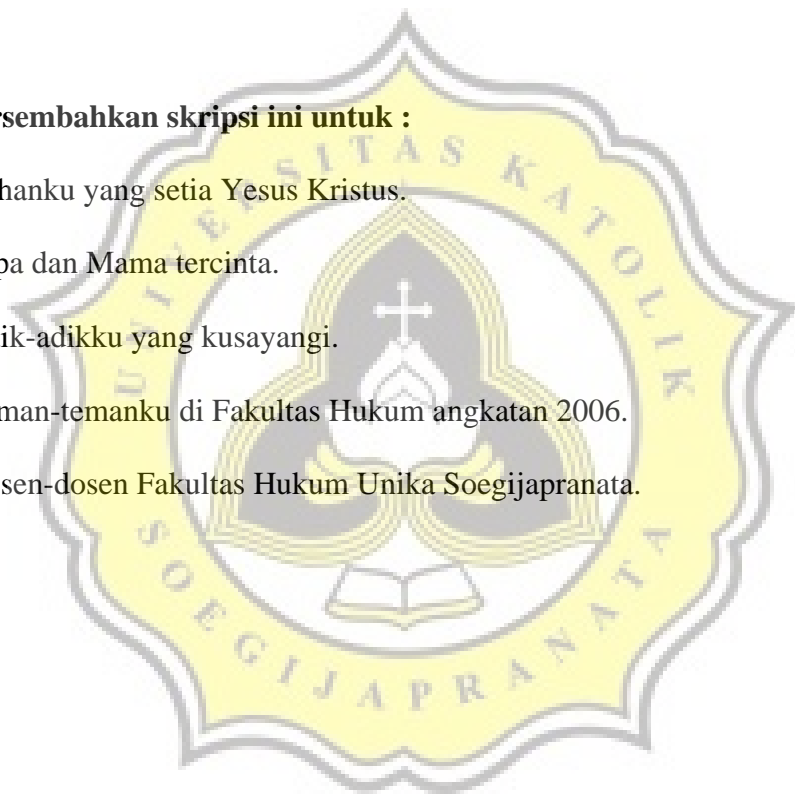 rsembahkan skripsi ini untuk :
hanku yang setia Yesus Kristus.
pa dan Mama tercinta.
ik-adikku yang kusayangi.
man-temanku di Fakultas Hukum angkatan 2006.
sen-dosen Fakultas Hukum Unika Soegijapranata.
UNIVERSITAS KATOLIK
SOEGIJAPRANATA